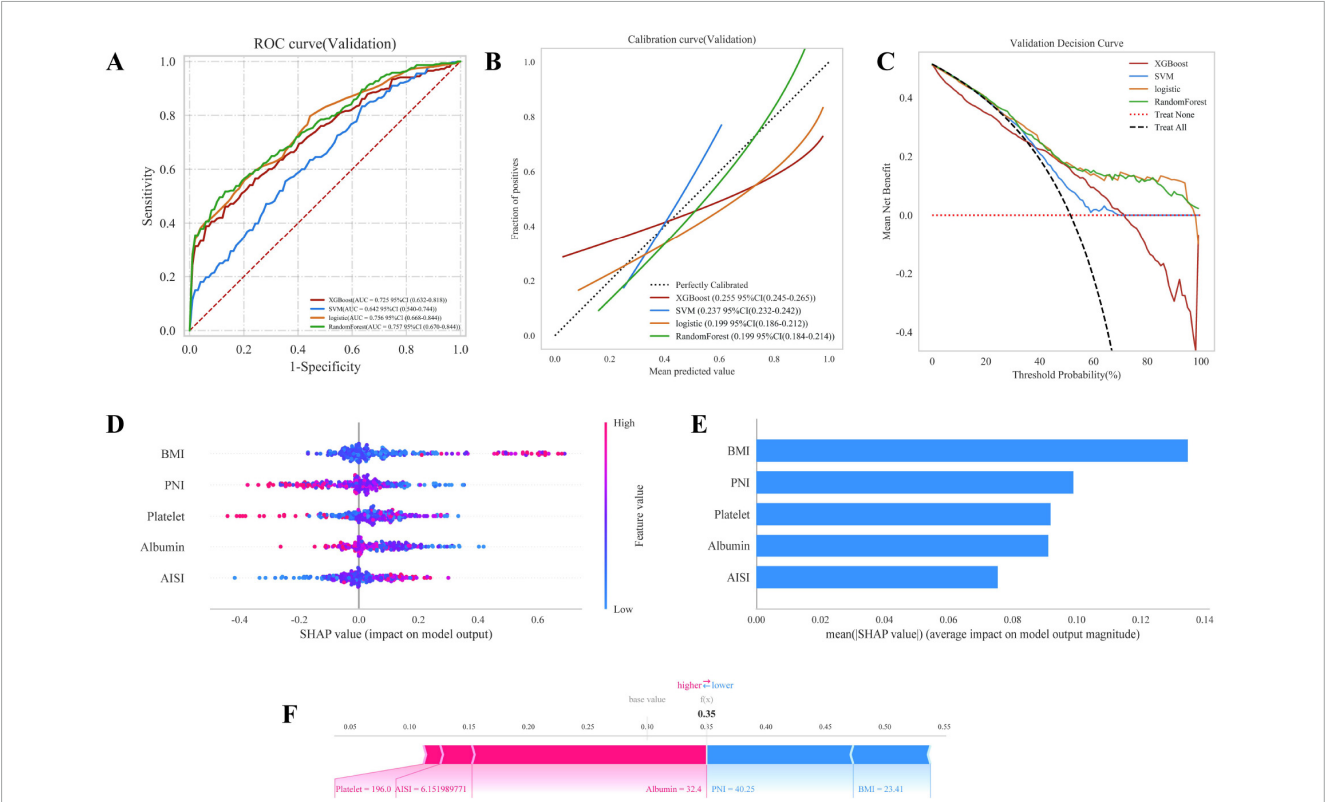 A
ROC curve(Validation)
Sensitivity
1.0
0.8
0.6
0.4
0.2
0.0
XGBoost(AUC = 0.725 95%CI (0.632-0.818))
SVM(AUC = 0.642 95%CI (0.540-0.744))
logistic(AUC = 0.756 95%CI (0.668-0.844))
RandomForest(AUC = 0.757 95%CI (0.670-0.844))
0.0 0.2 0.4 0.6 0.8 1.0
1-Specificity
B
Calibration curve(Validation)
Fraction of positives
1.0
0.8
0.6
0.4
0.2
0.0
Perfectly Calibrated
XGBoost (0.255 95%CI(0.245-0.265))
SVM (0.237 95%CI(0.232-0.242))
logistic (0.199 95%CI(0.186-0.212))
RandomForest (0.199 95%CI(0.184-0.214))
0.0 0.2 0.4 0.6 0.8 1.0
Mean predicted value
C
Validation Decision Curve
Mean Net Benefit
0.4
0.2
0.0
-0.2
-0.4
XGBoost
SVM
logistic
RandomForest
Treat None
Treat All
0 20 40 60 80 100
Threshold Probability(%)
D
BMI
PNI
Platelet
Albumin
AISI
High
Feature value
Low
-0.4 -0.2 0.0 0.2 0.4 0.6
SHAP value (impact on model output)
E
BMI
PNI
Platelet
Albumin
AISI
0.00 0.02 0.04 0.06 0.08 0.10 0.12 0.14
mean(|SHAP value|) (average impact on model output magnitude)
F
higher → ← lower
base value f(x)
0.35
0.05 0.10 0.15 0.20 0.25 0.30 0.35 0.40 0.45 0.50 0.55
Platelet = 196.0 AISI = 6.151989771 Albumin = 32.4 PNI = 40.25 BMI = 23.41